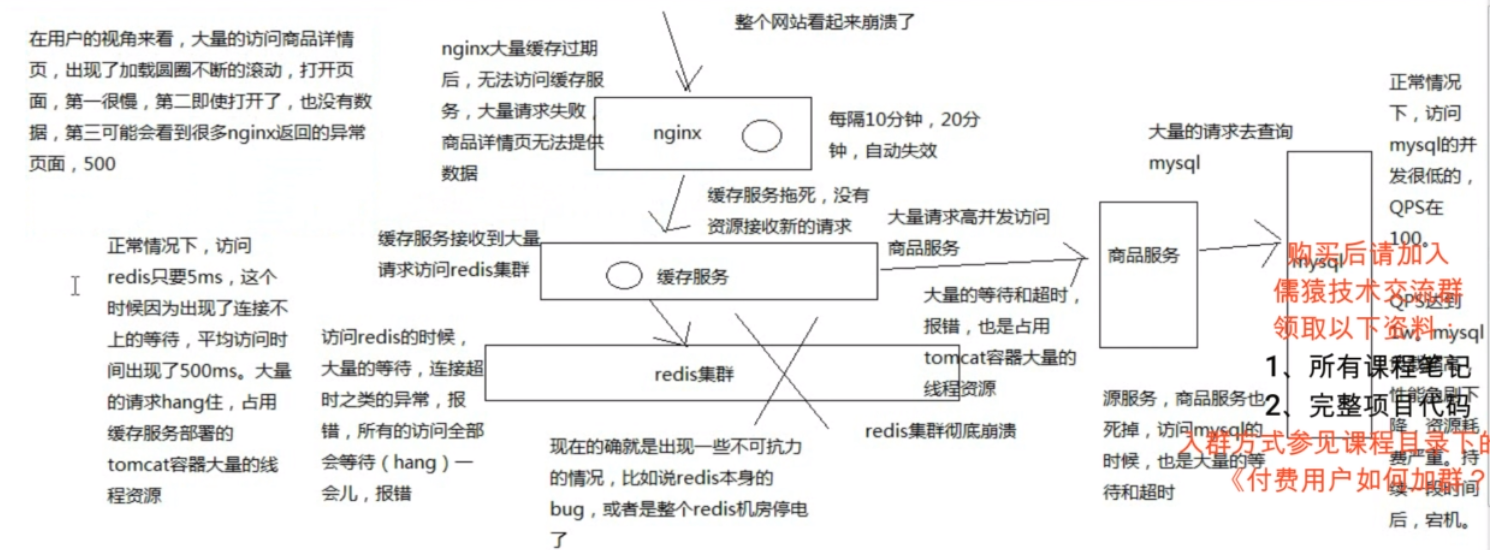 整个网站看起来崩溃了
在用户的视角来看，大量的访问商品详情
页，出现了加载圆圈不断的滚动，打开页
面，第一很慢，第二即使打开了，也没有数
据，第三可能会看到很多nginx返回的异常
页面，500
nginx大量缓存过期
后，无法访问缓存服
务，大量请求失败，
商品详情页无法提供
数据
nginx
每隔10分钟，20分
钟，自动失效
缓存服务拖死，没有
资源接收新的请求
缓存服务接收到大量
请求访问redis集群
缓存服务
大量请求高并发访问
商品服务
商品服务
大量的请求去查询
mysql
mysql
正常情况
下，访问
mysql的并
发很低的，
QPS在
100。
QPS达到
1w。mysql
性能急剧下
降，资源耗
费严重。持
续一段时间
后，宕机。
正常情况下，访问
redis只要5ms，这个
时候因为出现了连接不
上的等待，平均访问时
间出现了500ms。大量
的请求hang住，占用
缓存服务部署的
tomcat容器大量的线
程资源
访问redis的时候，
大量的等待，连接超
时之类的异常，报
错，所有的访问全部
会等待（hang）一
会儿，报错
redis集群
大量的等待和超时，
报错，也是占用
tomcat容器大量的
线程资源
redis集群彻底崩溃
现在的确就是出现一些不可抗力
的情况，比如说redis本身的
bug，或者是整个redis机房停电
了
源服务，商品服务也
死掉，访问mysql的
时候，也是大量的等
待和超时
购买后请加入
儒猿技术交流群
领取以下资料：
1、所有课程笔记
2、完整项目代码
入群方式参见课程目录下的
《付费用户如何加群？